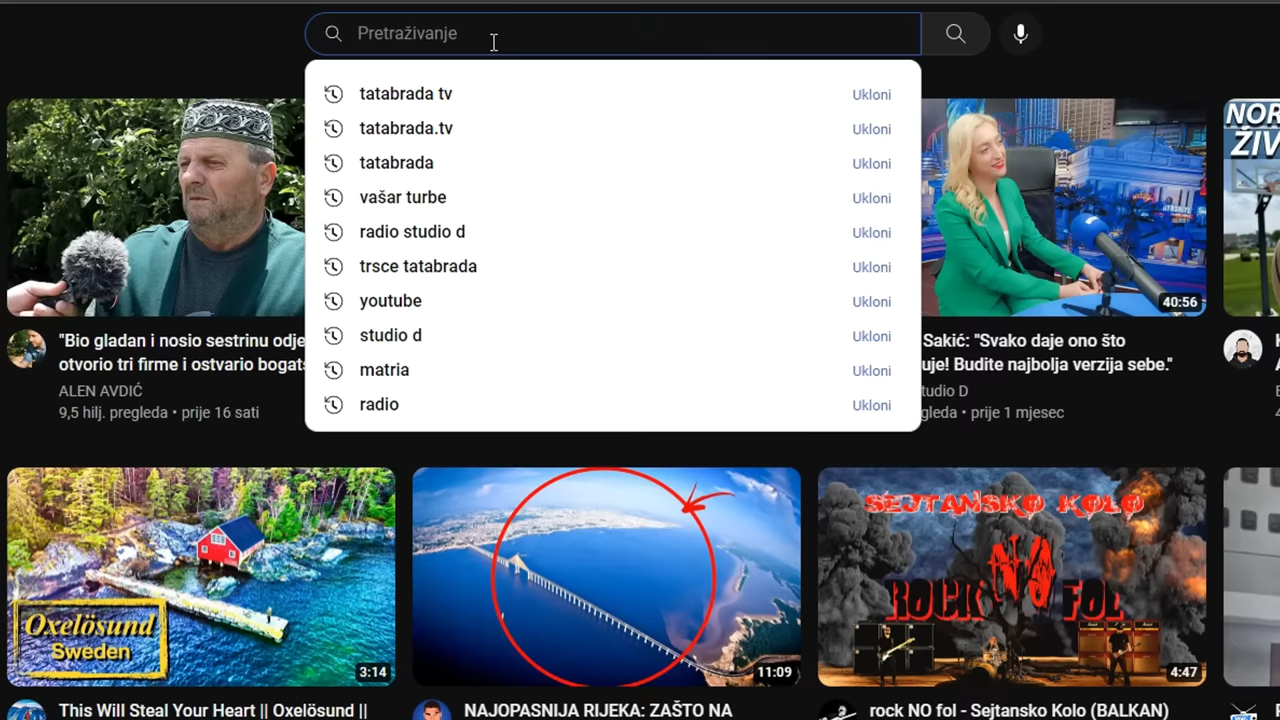 Pretraživanje
tatabrada tv Ukloni
tatabrada.tv Ukloni
tatabrada Ukloni
vašar turbe Ukloni
radio studio d Ukloni
trsce tatabrada Ukloni
youtube Ukloni
studio d Ukloni
matria Ukloni
radio Ukloni
"Bio gladan i nosio sestrinu odje
otvorio tri firme i ostvario bogats
ALEN AVDIĆ
9,5 hilj. pregleda • prije 16 sati
40:56
Sakić: "Svako daje ono što
uje! Budite najbolja verzija sebe."
tudio D
gleda • prije 1 mjesec
NOR
ŽIV
Oxelösund
Sweden
3:14
This Will Steal Your Heart || Oxelösund ||
11:09
NAJOPASNIJA RIJEKA: ZAŠTO NA
SEJTANSKO KOLO
ROCK NO FOL
4:47
rock NO fol - Sejtansko Kolo (BALKAN)